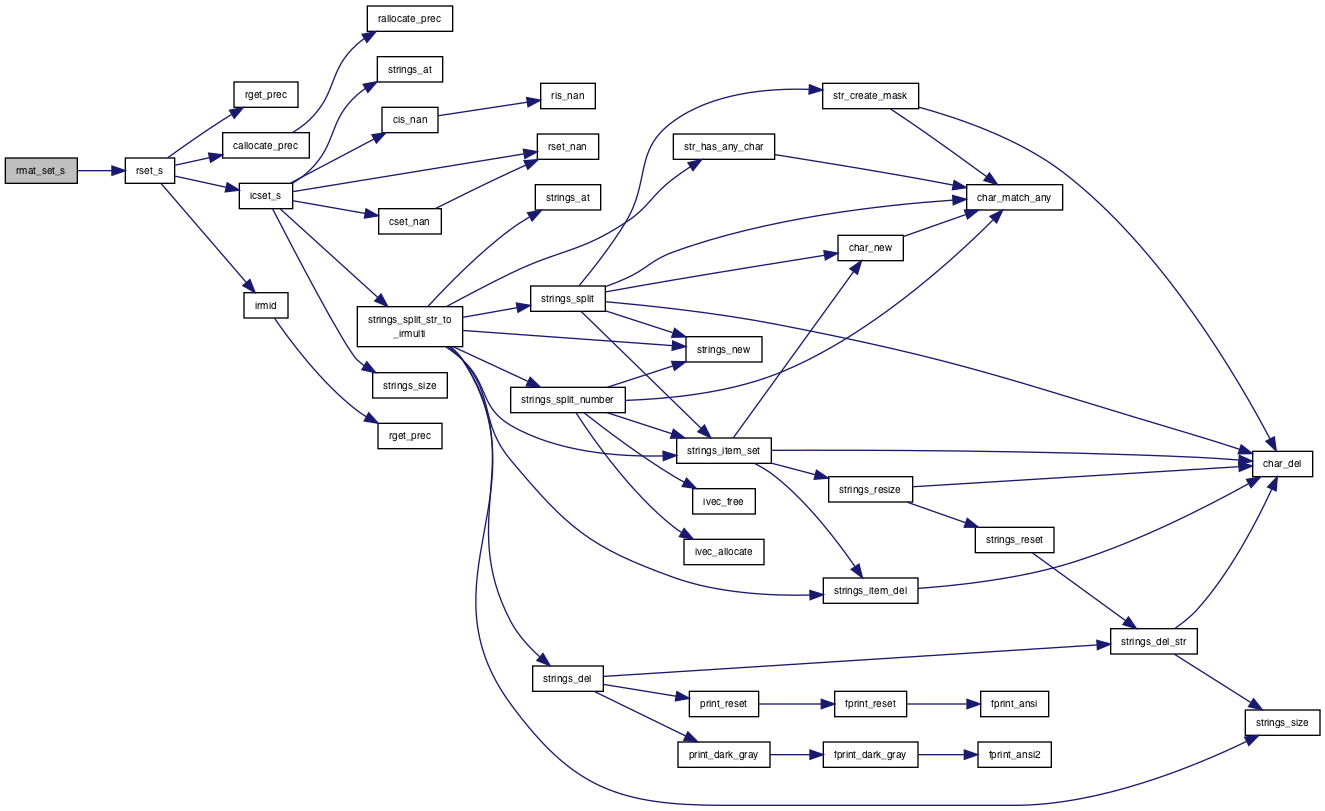 rallocate_prec
strings_at
rget_prec
ris_nan
str_create_mask
cis_nan
callocate_prec
rset_nan
str_has_any_char
rmat_set_s
rset_s
icset_s
strings_at
char_match_any
cset_nan
char_new
irmid
strings_split
strings_split_str_to
_irmulti
strings_new
strings_size
strings_split_number
rget_prec
strings_item_set
char_del
strings_resize
ivec_free
strings_reset
ivec_allocate
strings_item_del
strings_del_str
strings_del
print_reset
fprint_reset
fprint_ansi
strings_size
print_dark_gray
fprint_dark_gray
fprint_ansi2